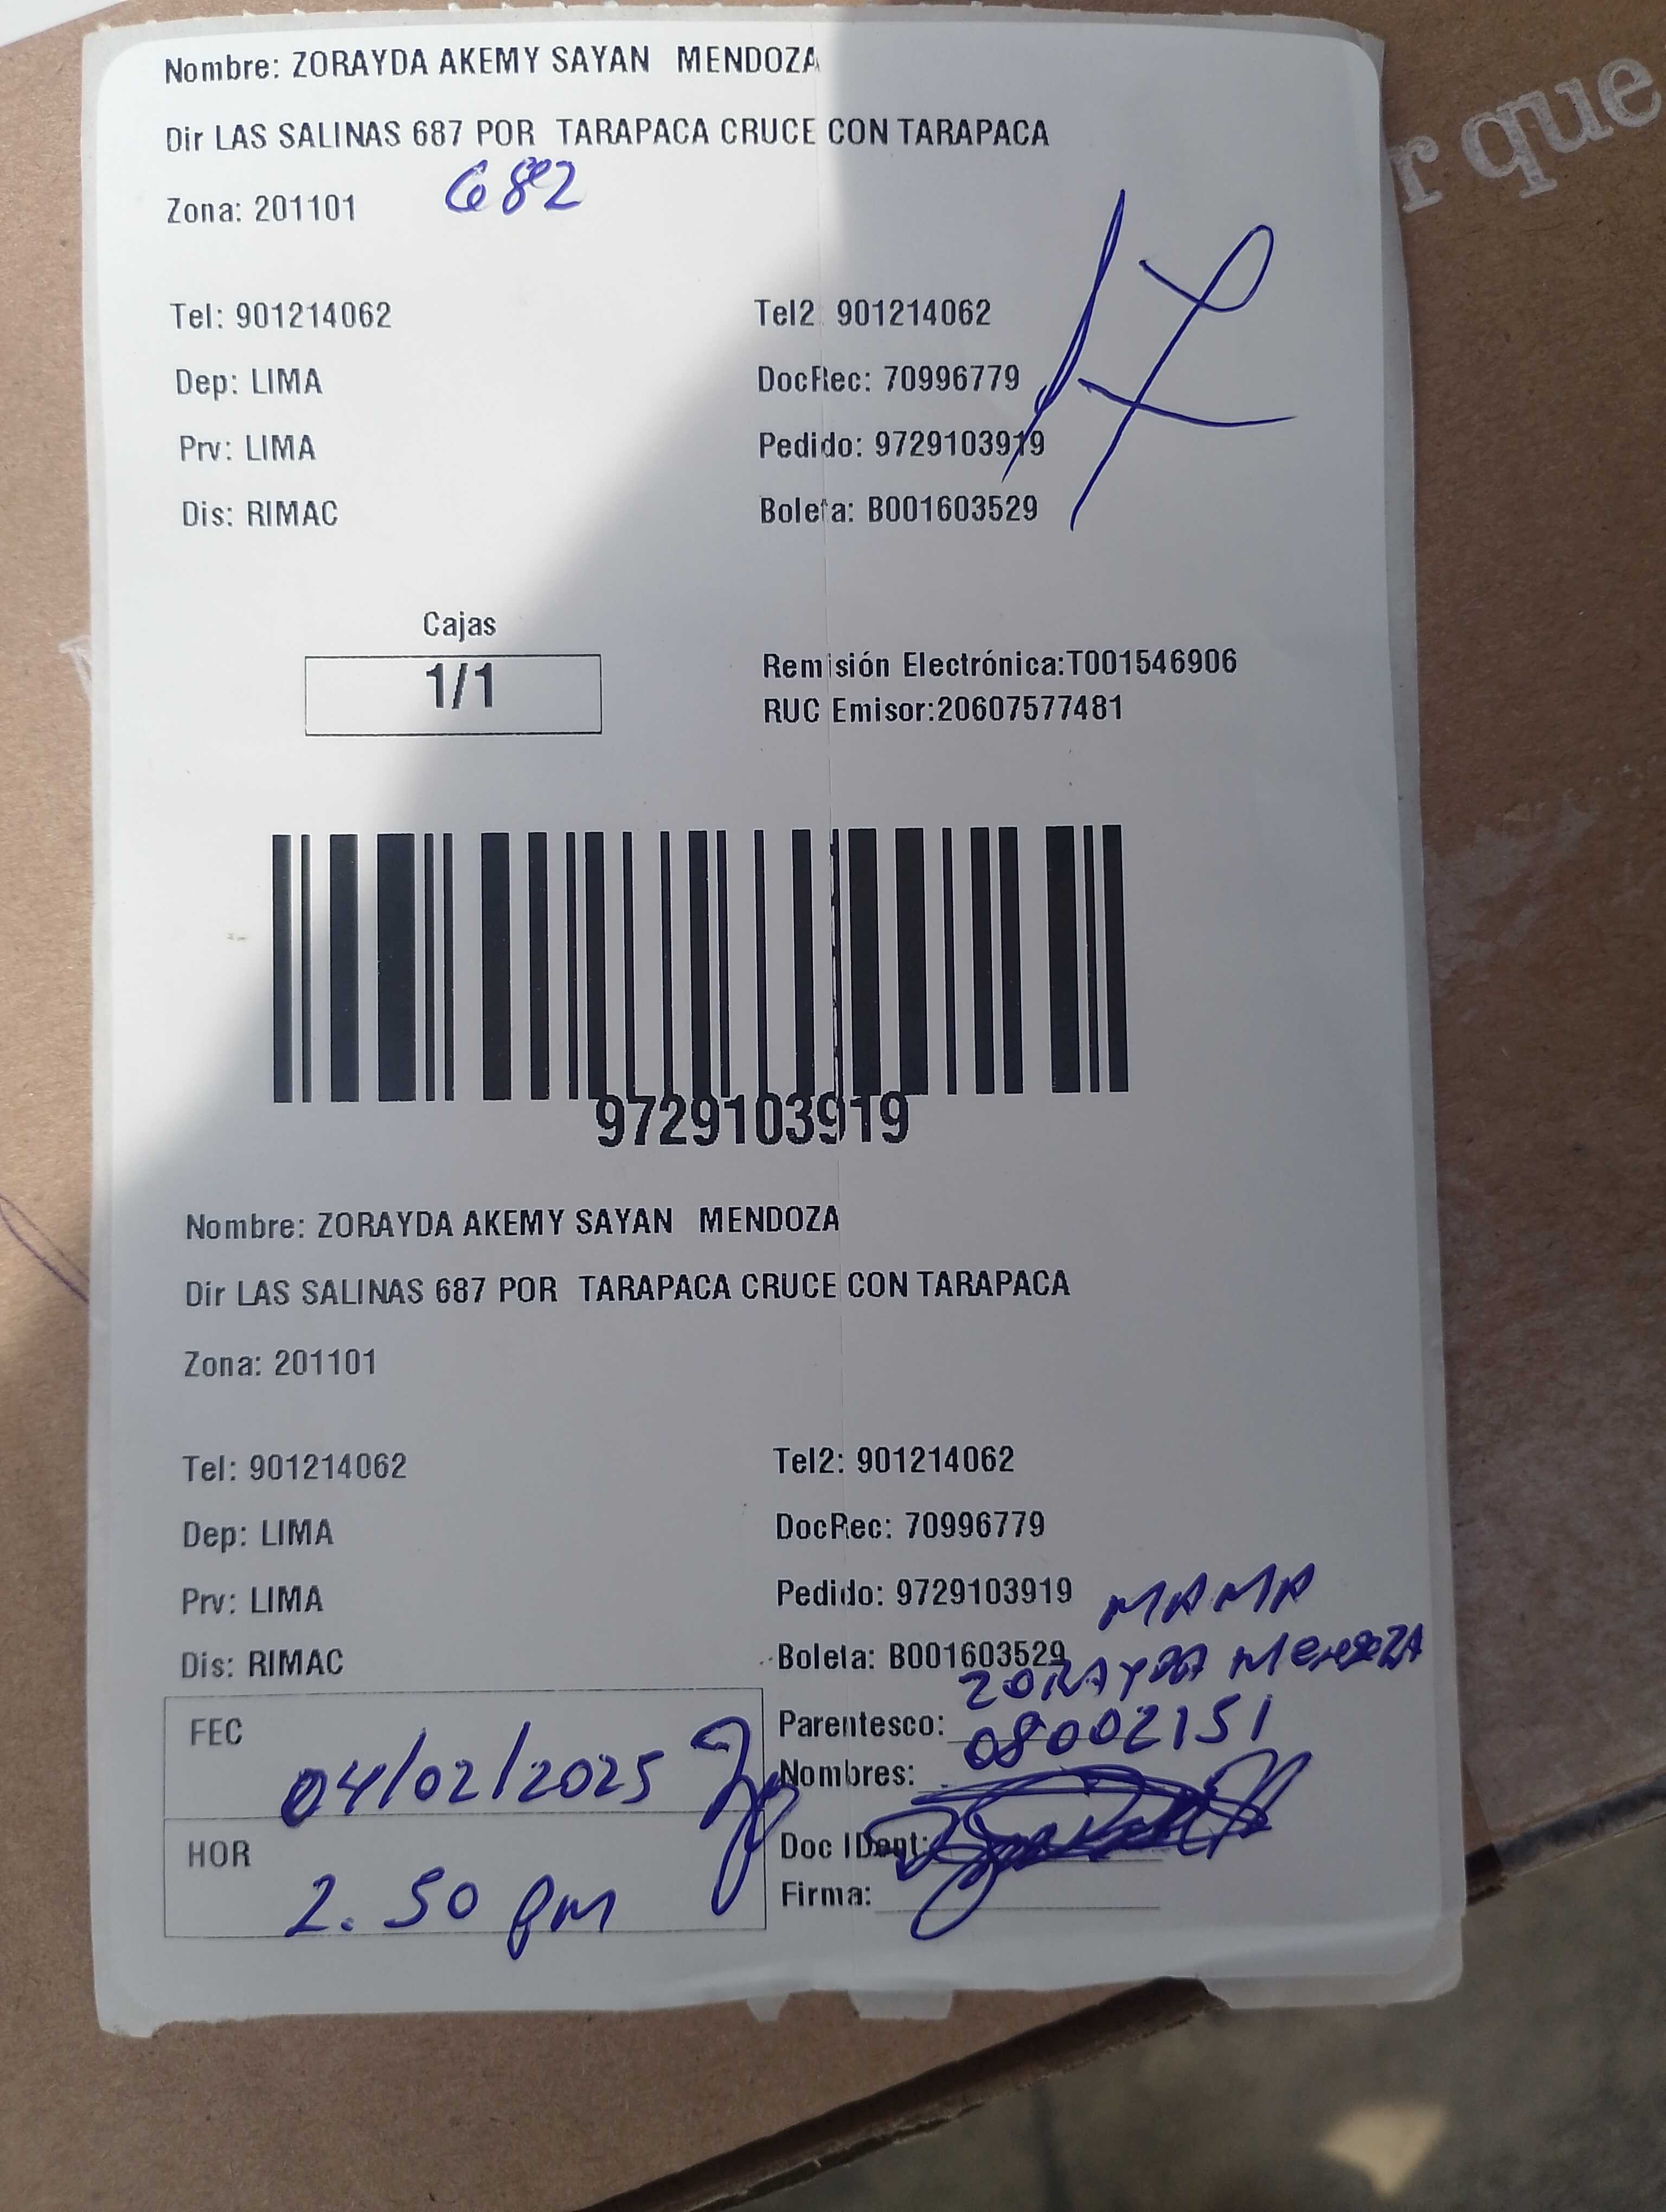 Nombre: ZORAYDA AKEMY SAYAN MENDOZA
Dir LAS SALINAS 687 POR TARAPACA CRUCE CON TARAPACA
682
Zona: 201101
Tel: 901214062 Tel2 901214062
Dep: LIMA DocRec: 70996779
Prv: LIMA Pedido: 9729103919
Dis: RIMAC Boleta: B001603529
r que
Cajas
1/1
Remisión Electrónica:T001546906
RUC Emisor:20607577481
9729103919
Nombre: ZORAYDA AKEMY SAYAN MENDOZA
Dir LAS SALINAS 687 POR TARAPACA CRUCE CON TARAPACA
Zona: 201101
Tel: 901214062 Tel2: 901214062
Dep: LIMA DocRec: 70996779
Prv: LIMA Pedido: 9729103919 MAMA
Dis: RIMAC Boleta: B001603529
ZORAYDA MENDOZA
FEC 04/02/2025
Parentesco: 08002151
Nombres:
HOR 2.50 pm
Doc IDent:
Firma: